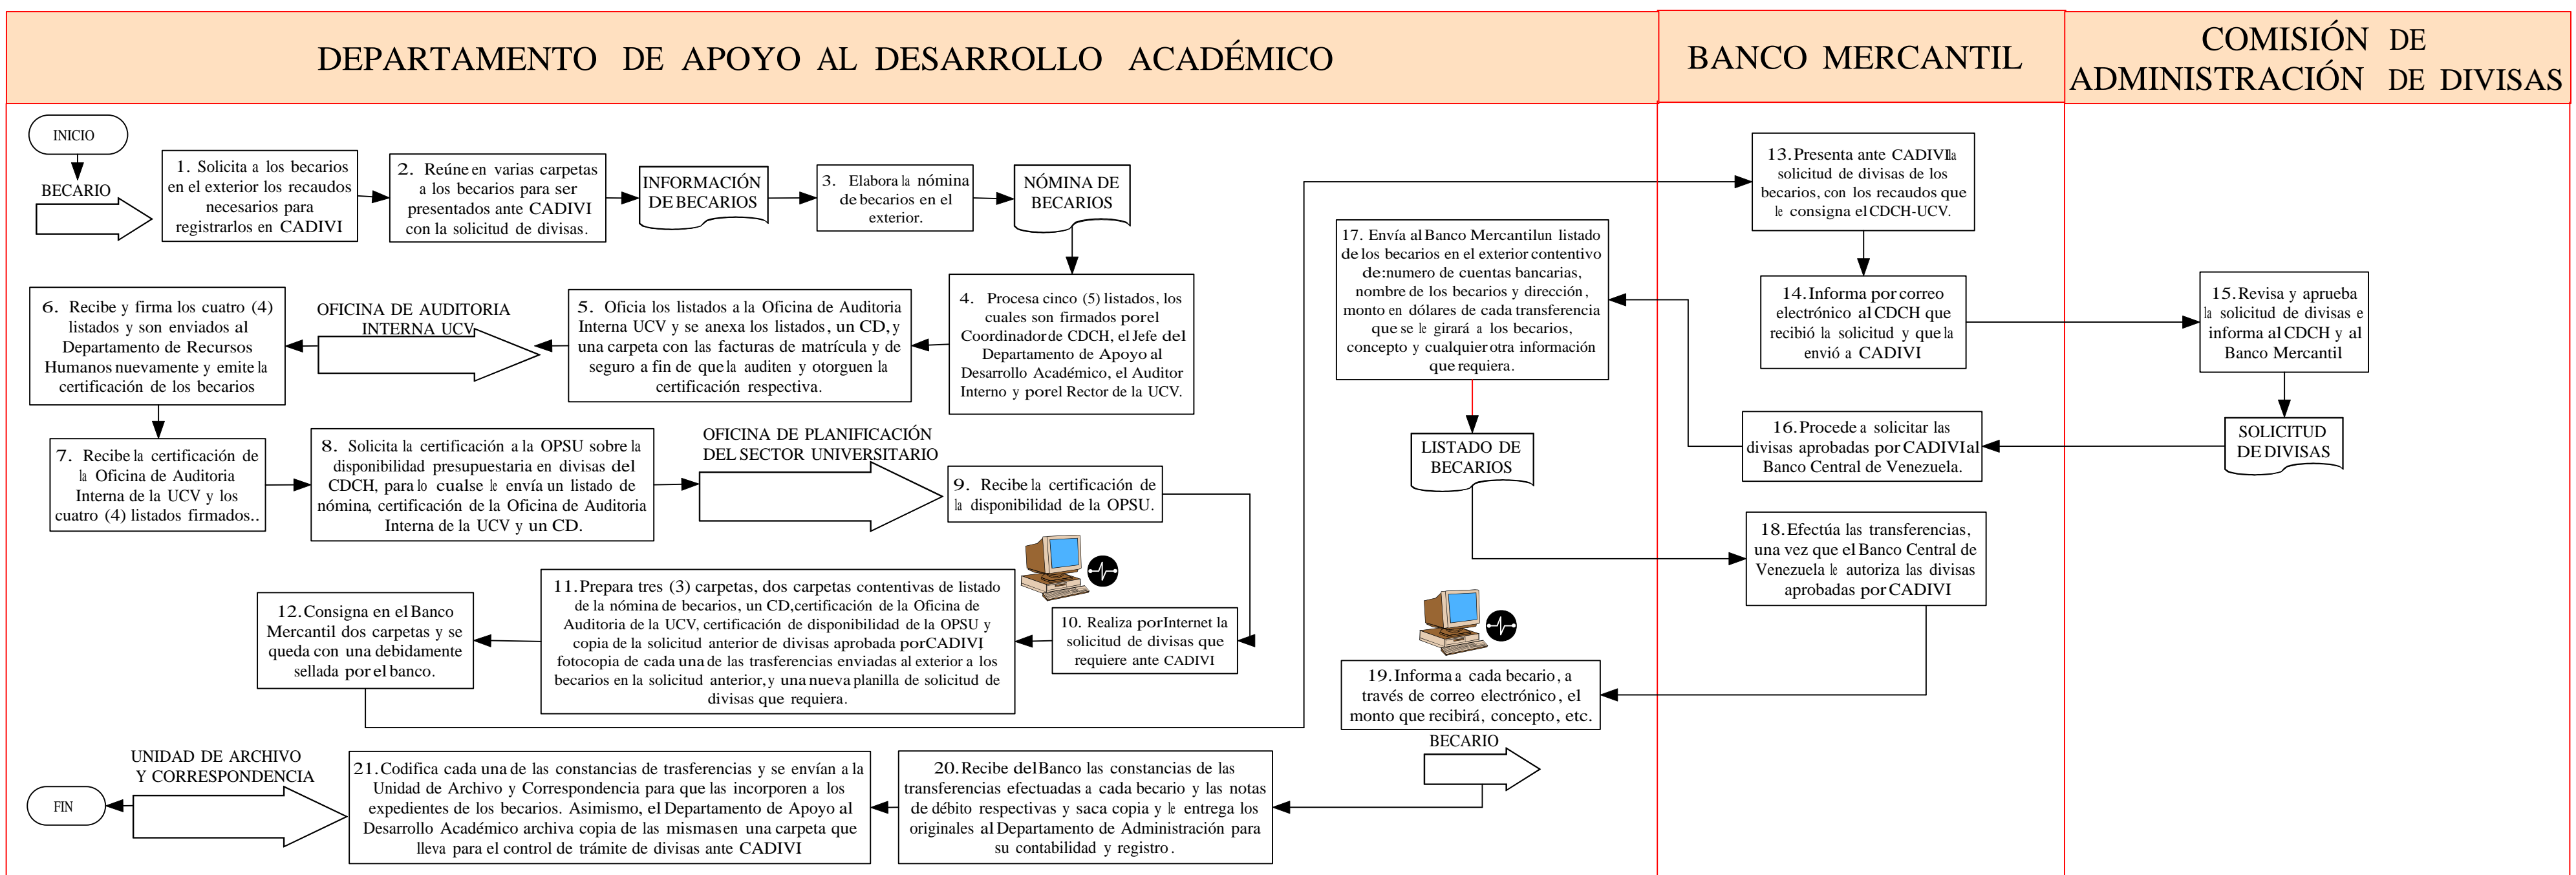 DEPARTAMENTO DE APOYO AL DESARROLLO ACADÉMICO
BANCO MERCANTIL
COMISIÓN DE
ADMINISTRACIÓN DE DIVISAS
INICIO
BECARIO
1. Solicita a los becarios
en el exterior los recaudos
necesarios para
registrarlos en CADIVI
2. Reúne en varias carpetas
a los becarios para ser
presentados ante CADIVI
con la solicitud de divisas.
INFORMACIÓN
DE BECARIOS
3. Elabora la nómina
de becarios en el
exterior.
NÓMINA DE
BECARIOS
4. Procesa cinco (5) listados, los
cuales son firmados por el
Coordinador de CDCH, el Jefe del
Departamento de Apoyo al
Desarrollo Académico, el Auditor
Interno y por el Rector de la UCV.
5. Oficia los listados a la Oficina de Auditoria
Interna UCV y se anexa los listados, un CD, y
una carpeta con las facturas de matrícula y de
seguro a fin de que la auditen y otorguen la
certificación respectiva.
OFICINA DE AUDITORIA
INTERNA UCV
6. Recibe y firma los cuatro (4)
listados y son enviados al
Departamento de Recursos
Humanos nuevamente y emite la
certificación de los becarios
7. Recibe la certificación de
la Oficina de Auditoria
Interna de la UCV y los
cuatro (4) listados firmados..
8. Solicita la certificación a la OPSU sobre la
disponibilidad presupuestaria en divisas del
CDCH, para lo cual se le envía un listado de
nómina, certificación de la Oficina de Auditoria
Interna de la UCV y un CD.
OFICINA DE PLANIFICACIÓN
DEL SECTOR UNIVERSITARIO
9. Recibe la certificación de
la disponibilidad de la OPSU.
10. Realiza por Internet la
solicitud de divisas que
requiere ante CADIVI
11. Prepara tres (3) carpetas, dos carpetas contentivas de listado
de la nómina de becarios, un CD, certificación de la Oficina de
Auditoria de la UCV, certificación de disponibilidad de la OPSU y
copia de la solicitud anterior de divisas aprobada por CADIVI,
fotocopia de cada una de las trasferencias enviadas al exterior a los
becarios en la solicitud anterior, y una nueva planilla de solicitud de
divisas que requiera.
12. Consigna en el Banco
Mercantil dos carpetas y se
queda con una debidamente
sellada por el banco.
13. Presenta ante CADIVI la
solicitud de divisas de los
becarios, con los recaudos que
le consigna el CDCH-UCV.
14. Informa por correo
electrónico al CDCH que
recibió la solicitud y que la
envió a CADIVI
15. Revisa y aprueba
la solicitud de divisas e
informa al CDCH y al
Banco Mercantil
SOLICITUD
DE DIVISAS
16. Procede a solicitar las
divisas aprobadas por CADIVI al
Banco Central de Venezuela.
17. Envía al Banco Mercantil un listado
de los becarios en el exterior contentivo
de: numero de cuentas bancarias,
nombre de los becarios y dirección,
monto en dólares de cada transferencia
que se le girará a los becarios,
concepto y cualquier otra información
que requiera.
LISTADO DE
BECARIOS
18. Efectúa las transferencias,
una vez que el Banco Central de
Venezuela le autoriza las divisas
aprobadas por CADIVI
19. Informa a cada becario, a
través de correo electrónico, el
monto que recibirá, concepto, etc.
BECARIO
20. Recibe del Banco las constancias de las
transferencias efectuadas a cada becario y las notas
de débito respectivas y saca copia y le entrega los
originales al Departamento de Administración para
su contabilidad y registro.
21. Codifica cada una de las constancias de trasferencias y se envían a la
Unidad de Archivo y Correspondencia para que las incorporen a los
expedientes de los becarios. Asimismo, el Departamento de Apoyo al
Desarrollo Académico archiva copia de las mismas en una carpeta que
lleva para el control de trámite de divisas ante CADIVI
UNIDAD DE ARCHIVO
Y CORRESPONDENCIA
FIN